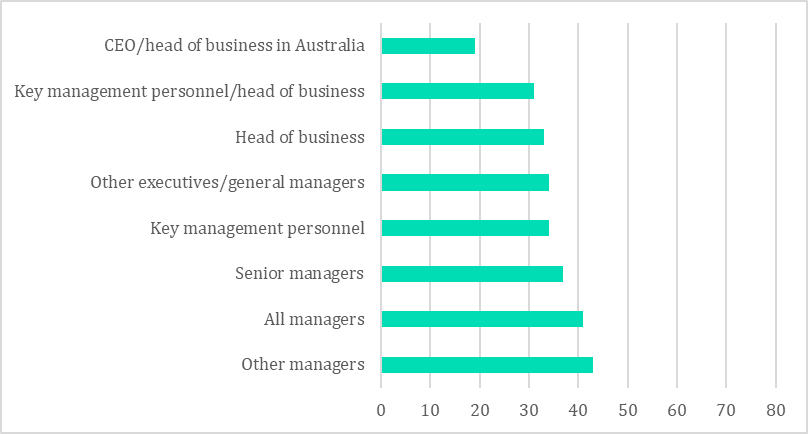 CEO/head of business in Australia
Key management personnel/head of business
Head of business
Other executives/general managers
Key management personnel
Senior managers
All managers
Other managers
0 10 20 30 40 50 60 70 80